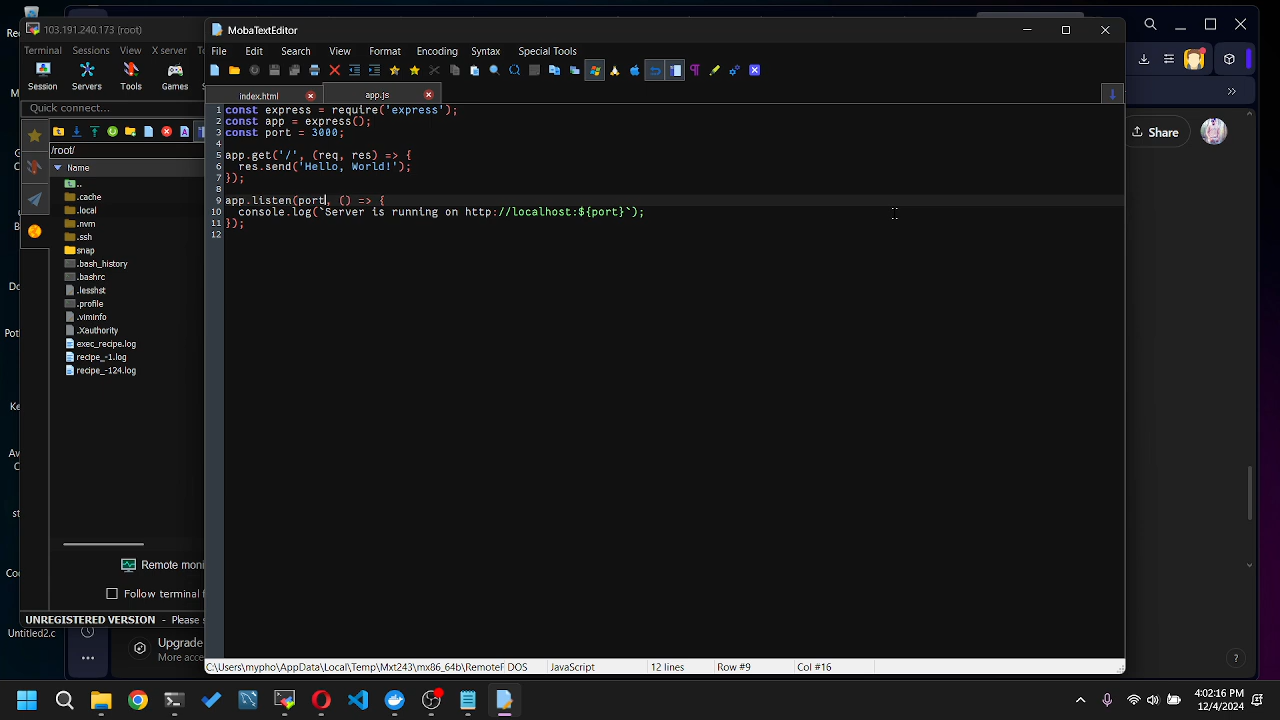 103.191.240.173 (root)
Terminal Sessions View X server
Session Servers Tools Games
Quick connect...
/root/
Name
..
.cache
.local
.nvm
.ssh
snap
.bash_history
.bashrc
.lesshst
.profile
.viminfo
.Xauthority
exec_recipe.log
recipe_-1.log
recipe_-124.log
Remote moni
Follow terminal f
UNREGISTERED VERSION - Please s
MobaTextEditor
File Edit Search View Format Encoding Syntax Special Tools
index.html app.js
1 const express = require('express');
2 const app = express();
3 const port = 3000;
4
5 app.get('/', (req, res) => {
6 res.send('Hello, World!');
7 });
8
9 app.listen(port, () => {
10 console.log(`Server is running on http://localhost:${port}`);
11 });
12
C:\Users\mypho\AppData\Local\Temp\Mxt243\mx86_64b\RemoteF DOS JavaScript 12 lines Row #9 Col #16
Share
Upgrade
More acce
?
Untitled2.c
4:02:16 PM
12/4/2024